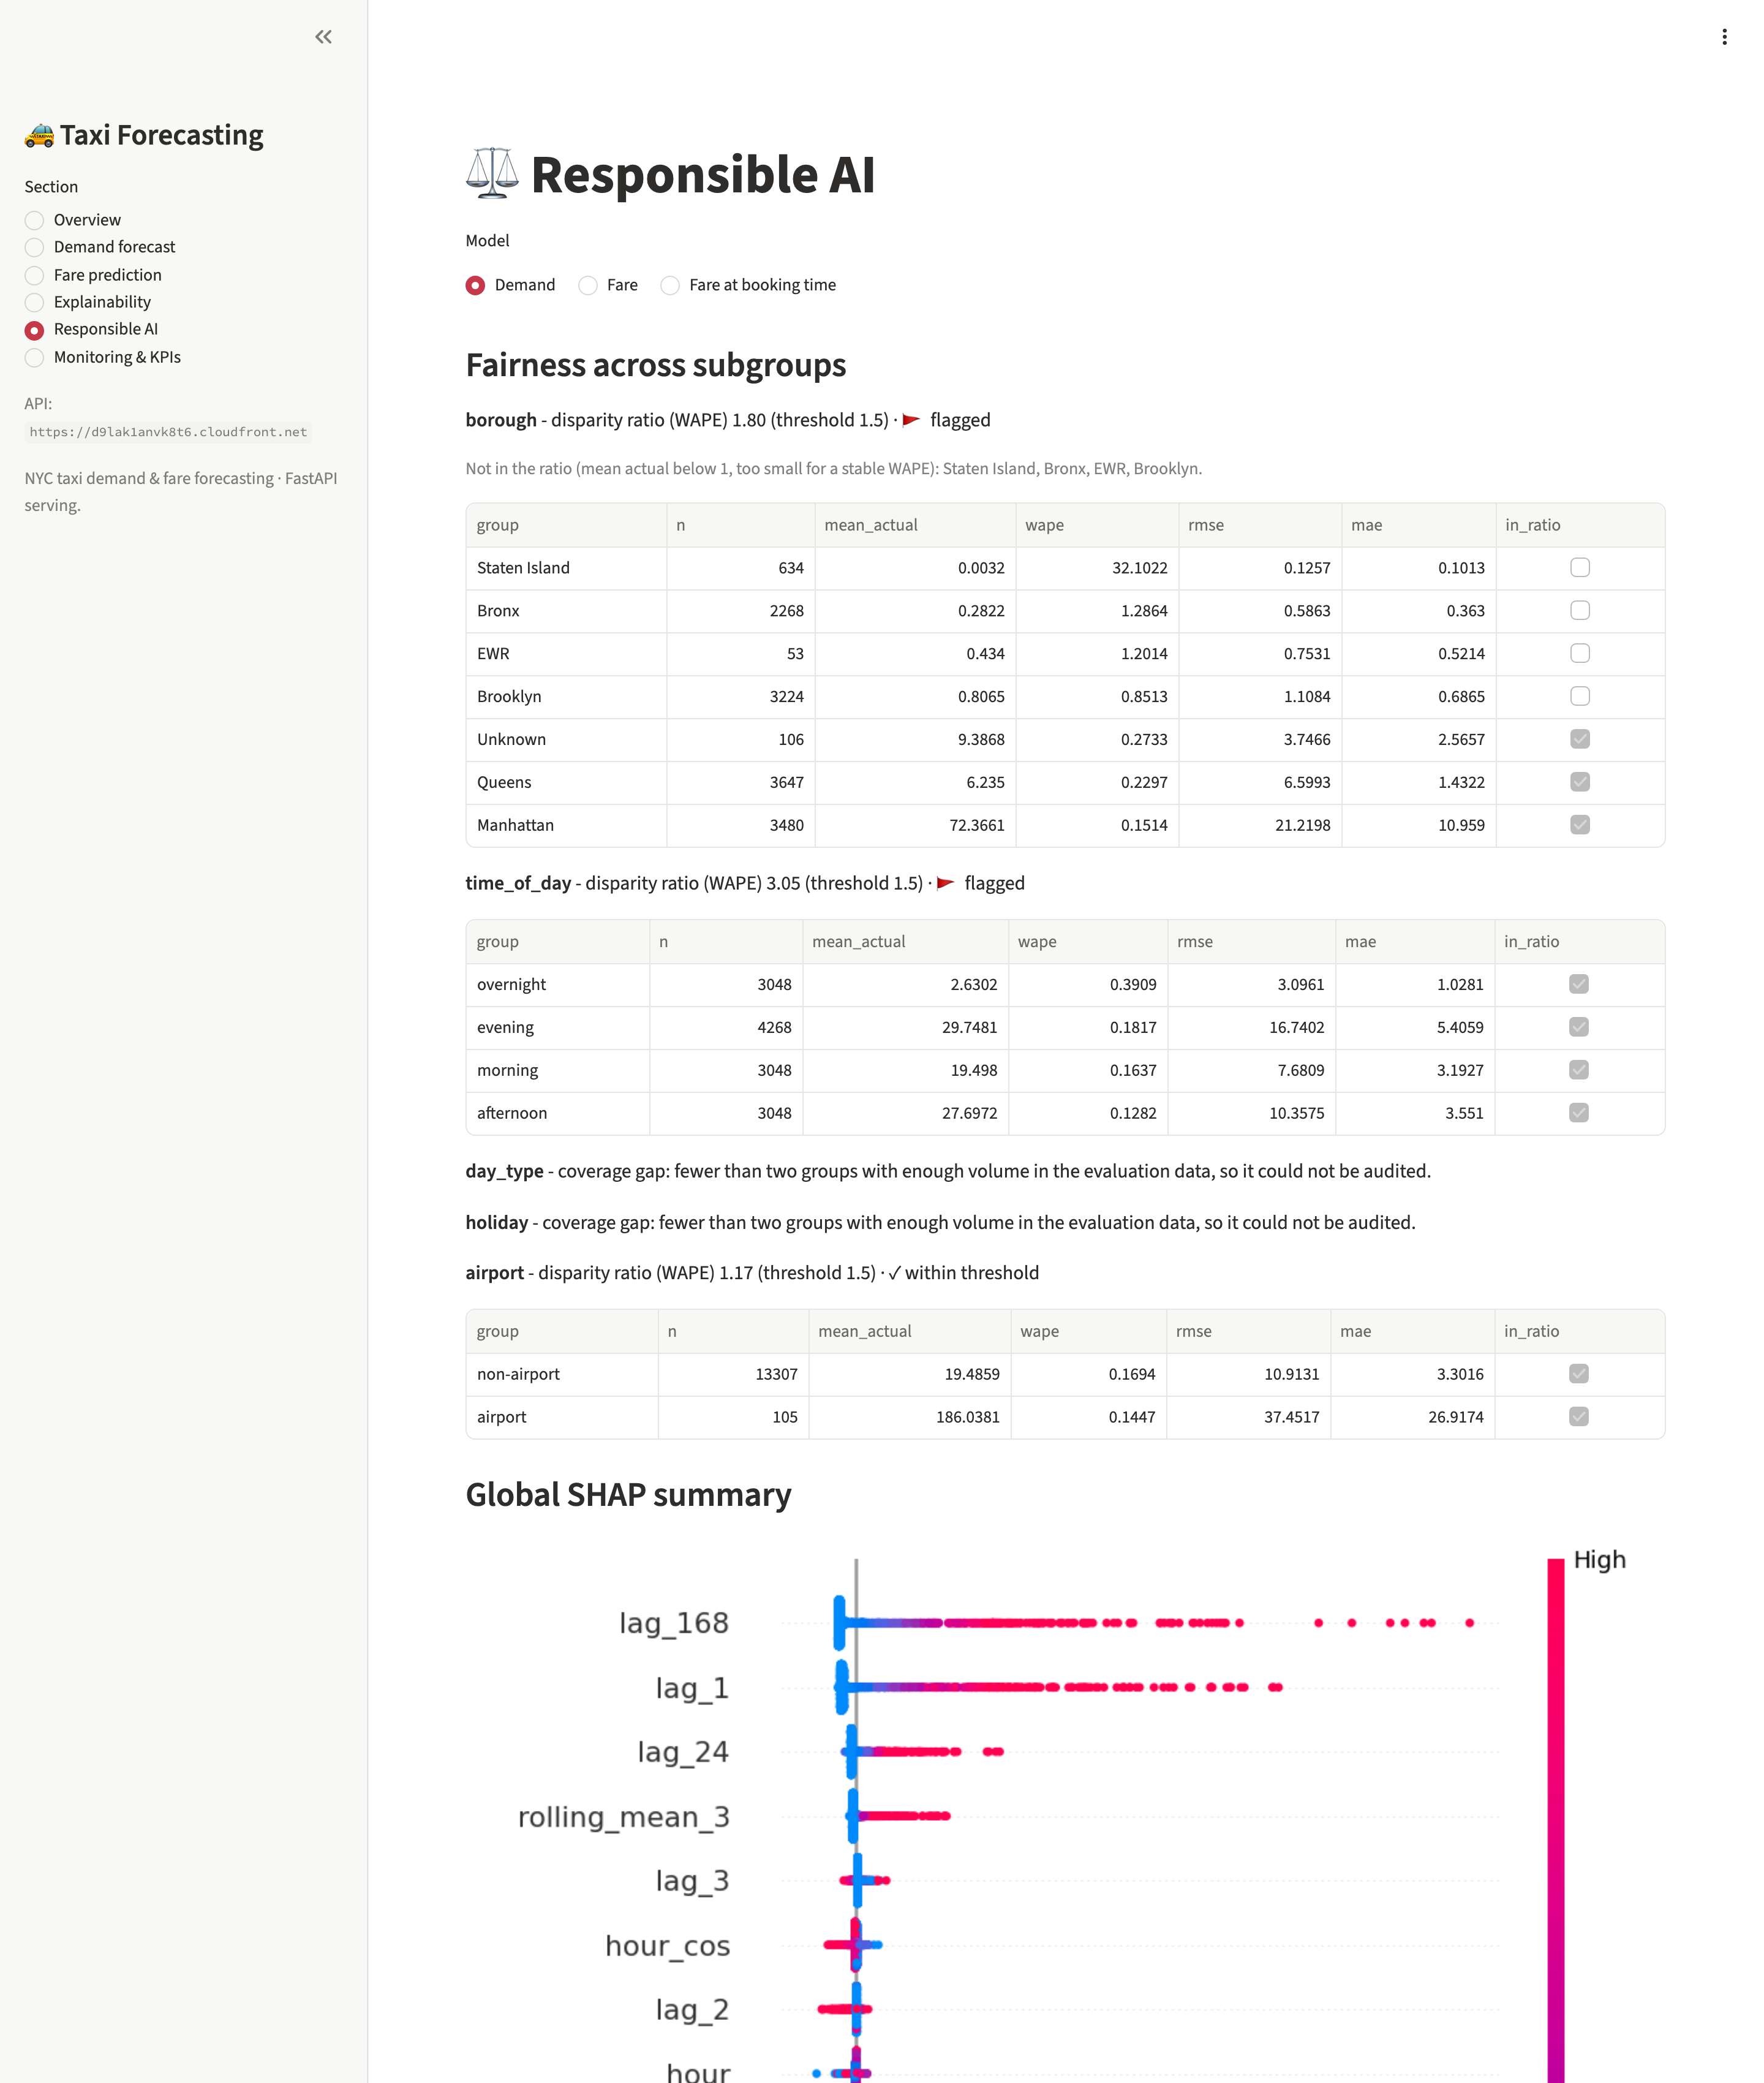 🚕 Taxi Forecasting
Section
Overview
Demand forecast
Fare prediction
Explainability
Responsible AI
Monitoring & KPIs
API:
https://d9lak1anvk8t6.cloudfront.net
NYC taxi demand & fare forecasting · FastAPI
serving.
⚖️ Responsible AI
Model
Demand Fare Fare at booking time
Fairness across subgroups
borough - disparity ratio (WAPE) 1.80 (threshold 1.5) · 🚩 flagged
Not in the ratio (mean actual below 1, too small for a stable WAPE): Staten Island, Bronx, EWR, Brooklyn.
group n mean_actual wape rmse mae in_ratio
Staten Island 634 0.0032 32.1022 0.1257 0.1013
Bronx 2268 0.2822 1.2864 0.5863 0.363
EWR 53 0.434 1.2014 0.7531 0.5214
Brooklyn 3224 0.8065 0.8513 1.1084 0.6865
Unknown 106 9.3868 0.2733 3.7466 2.5657
Queens 3647 6.235 0.2297 6.5993 1.4322
Manhattan 3480 72.3661 0.1514 21.2198 10.959
time_of_day - disparity ratio (WAPE) 3.05 (threshold 1.5) · 🚩 flagged
group n mean_actual wape rmse mae in_ratio
overnight 3048 2.6302 0.3909 3.0961 1.0281
evening 4268 29.7481 0.1817 16.7402 5.4059
morning 3048 19.498 0.1637 7.6809 3.1927
afternoon 3048 27.6972 0.1282 10.3575 3.551
day_type - coverage gap: fewer than two groups with enough volume in the evaluation data, so it could not be audited.
holiday - coverage gap: fewer than two groups with enough volume in the evaluation data, so it could not be audited.
airport - disparity ratio (WAPE) 1.17 (threshold 1.5) · ✓ within threshold
group n mean_actual wape rmse mae in_ratio
non-airport 13307 19.4859 0.1694 10.9131 3.3016
airport 105 186.0381 0.1447 37.4517 26.9174
Global SHAP summary
High
lag_168
lag_1
lag_24
rolling_mean_3
lag_3
hour_cos
lag_2
hour